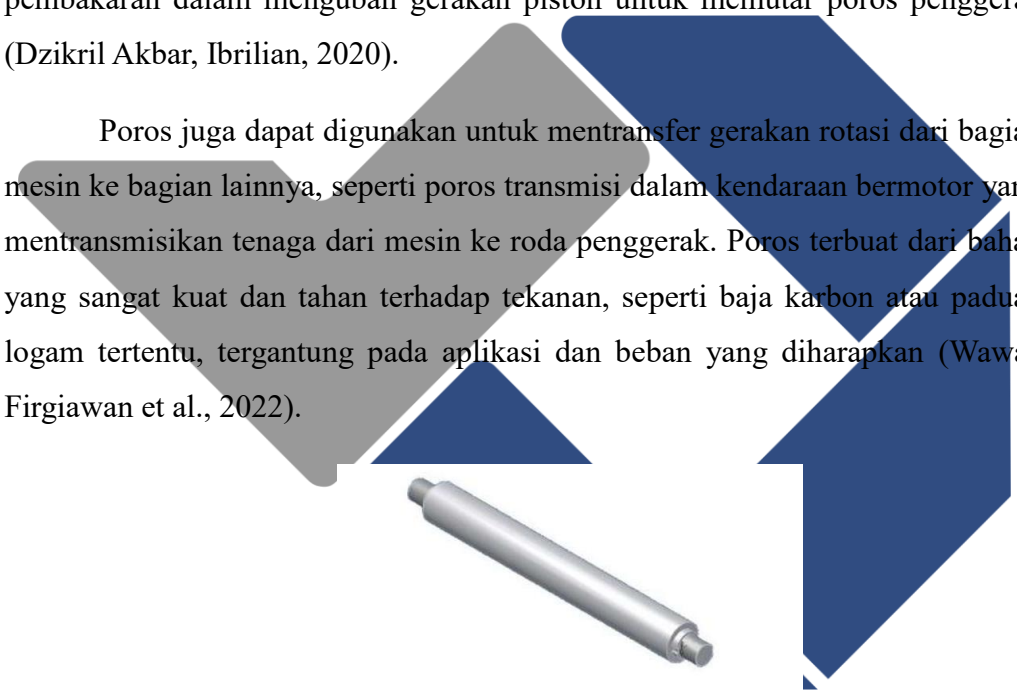 pembakaran dalam mengubah gerakan piston untuk memutar poros pengger
(Dzikril Akbar, Ibrilian, 2020).
Poros juga dapat digunakan untuk mentransfer gerakan rotasi dari bagia
mesin ke bagian lainnya, seperti poros transmisi dalam kendaraan bermotor yan
mentransmisikan tenaga dari mesin ke roda penggerak. Poros terbuat dari baha
yang sangat kuat dan tahan terhadap tekanan, seperti baja karbon atau padua
logam tertentu, tergantung pada aplikasi dan beban yang diharapkan (Wawa
Firgiawan et al., 2022).